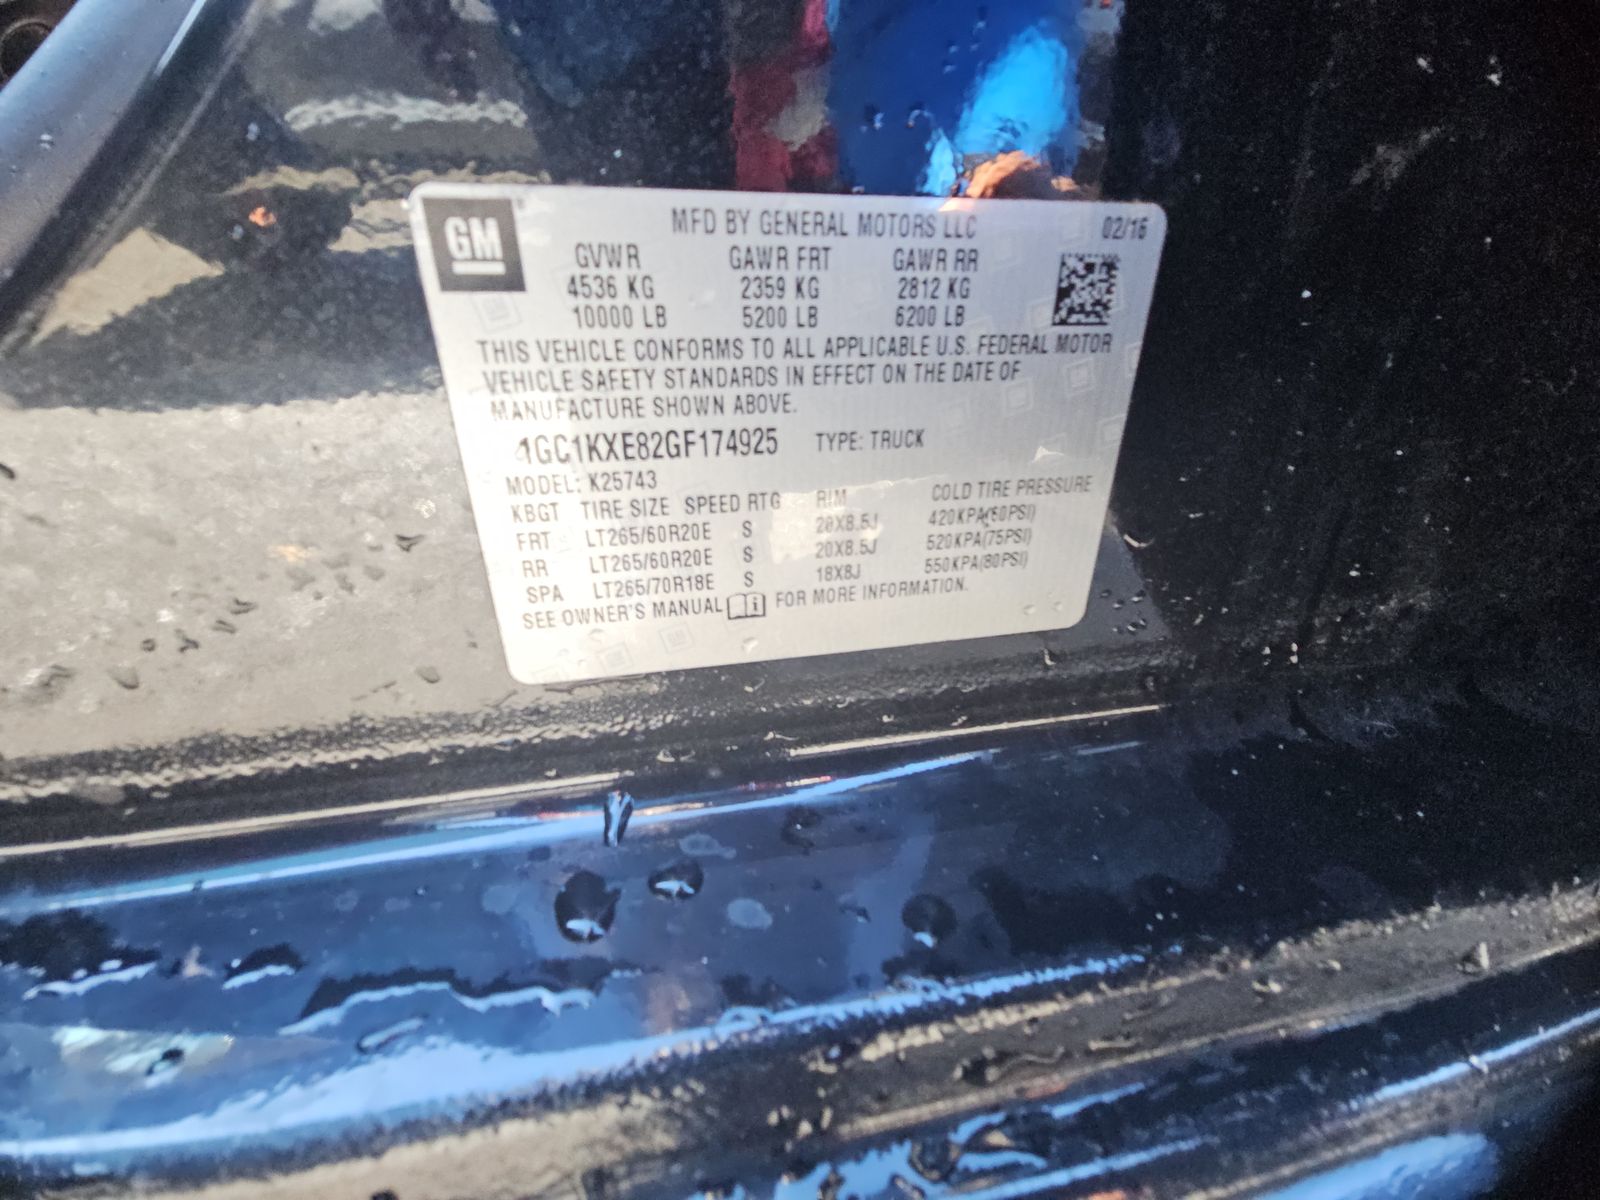 GM
MFD BY GENERAL MOTORS LLC 02/16
GVWR GAWR FRT GAWR RR
4536 KG 2359 KG 2812 KG
10000 LB 5200 LB 6200 LB
THIS VEHICLE CONFORMS TO ALL APPLICABLE U.S. FEDERAL MOTOR
VEHICLE SAFETY STANDARDS IN EFFECT ON THE DATE OF
MANUFACTURE SHOWN ABOVE.
1GC1KXE82GF174925 TYPE: TRUCK
MODEL: K25743
KBGT TIRE SIZE SPEED RTG RIM COLD TIRE PRESSURE
FRT LT265/60R20E S 20X8.5J 420KPA(60PSI)
RR LT265/60R20E S 20X8.5J 520KPA(75PSI)
SPA LT265/70R18E S 18X8J 550KPA(80PSI)
SEE OWNER'S MANUAL FOR MORE INFORMATION.